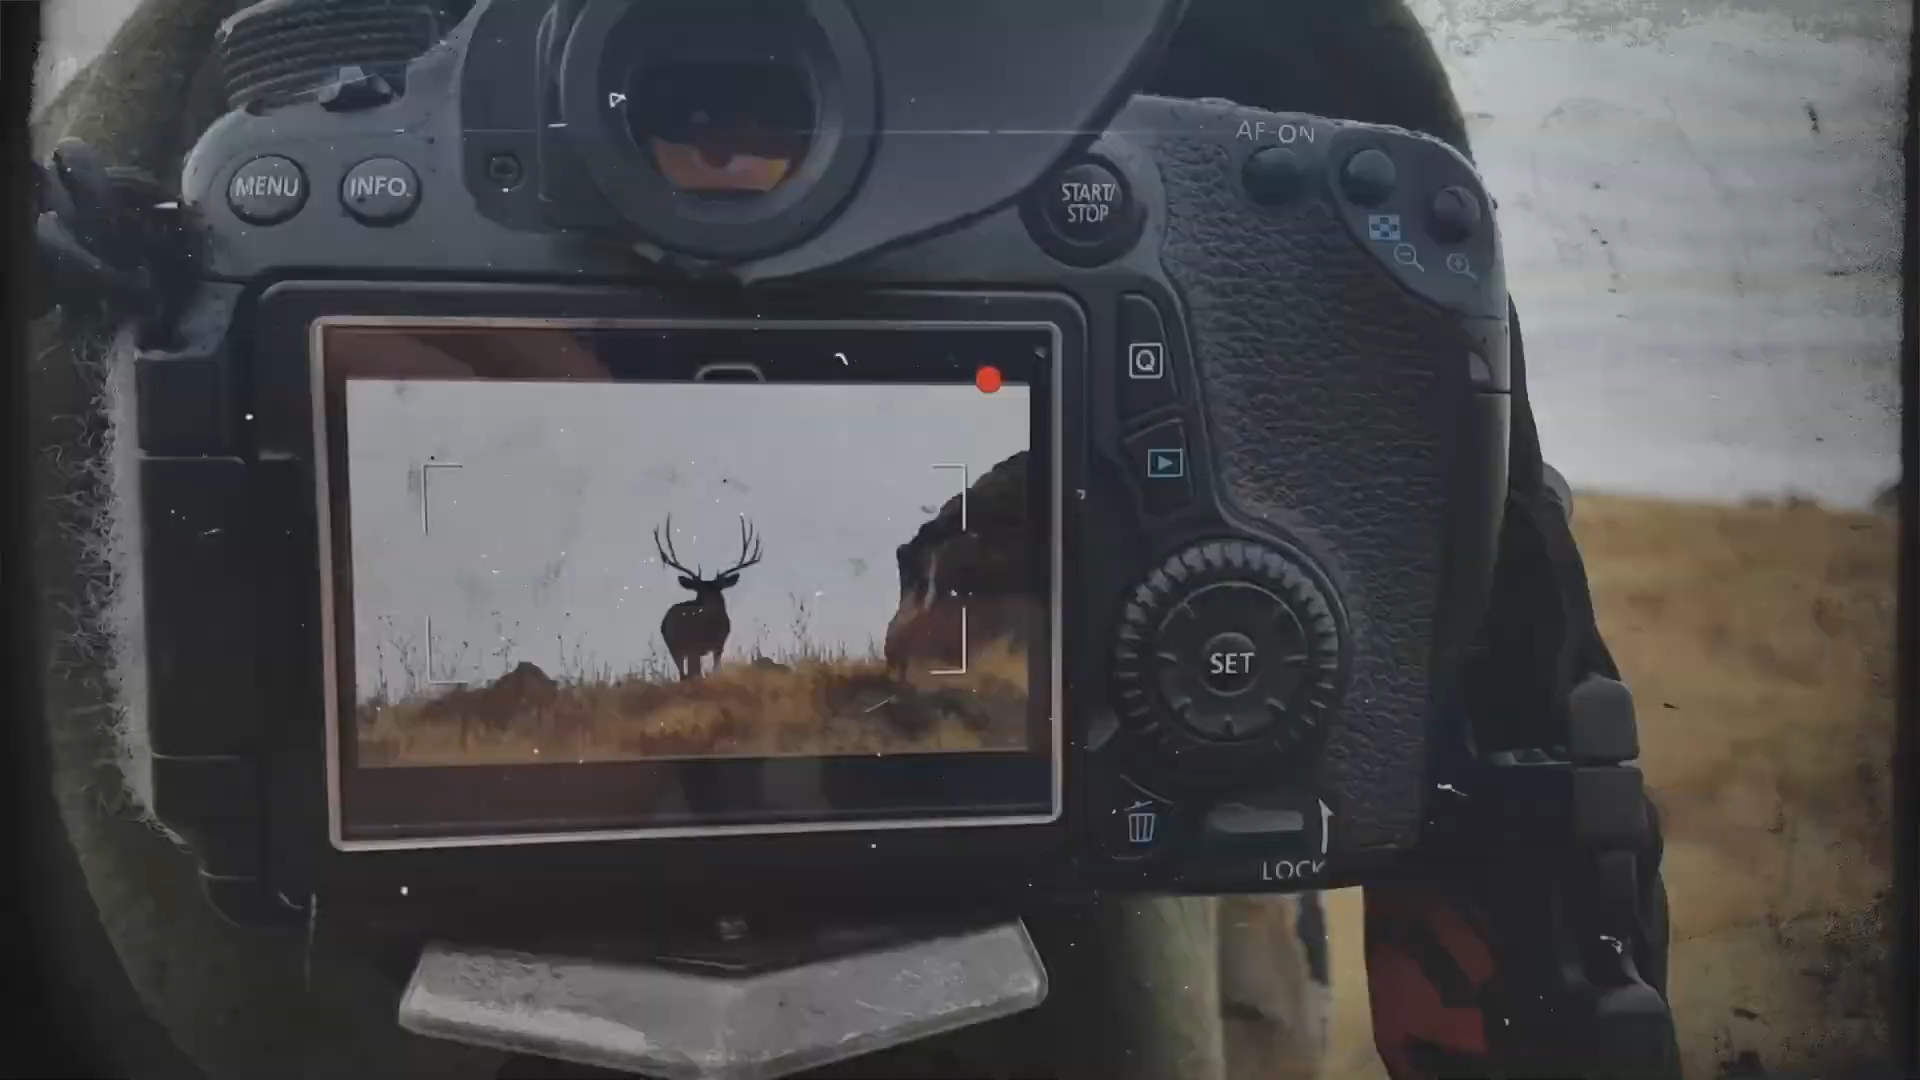 AF-ON
MENU
INFO.
START/
STOP
Q
SET
LOCK